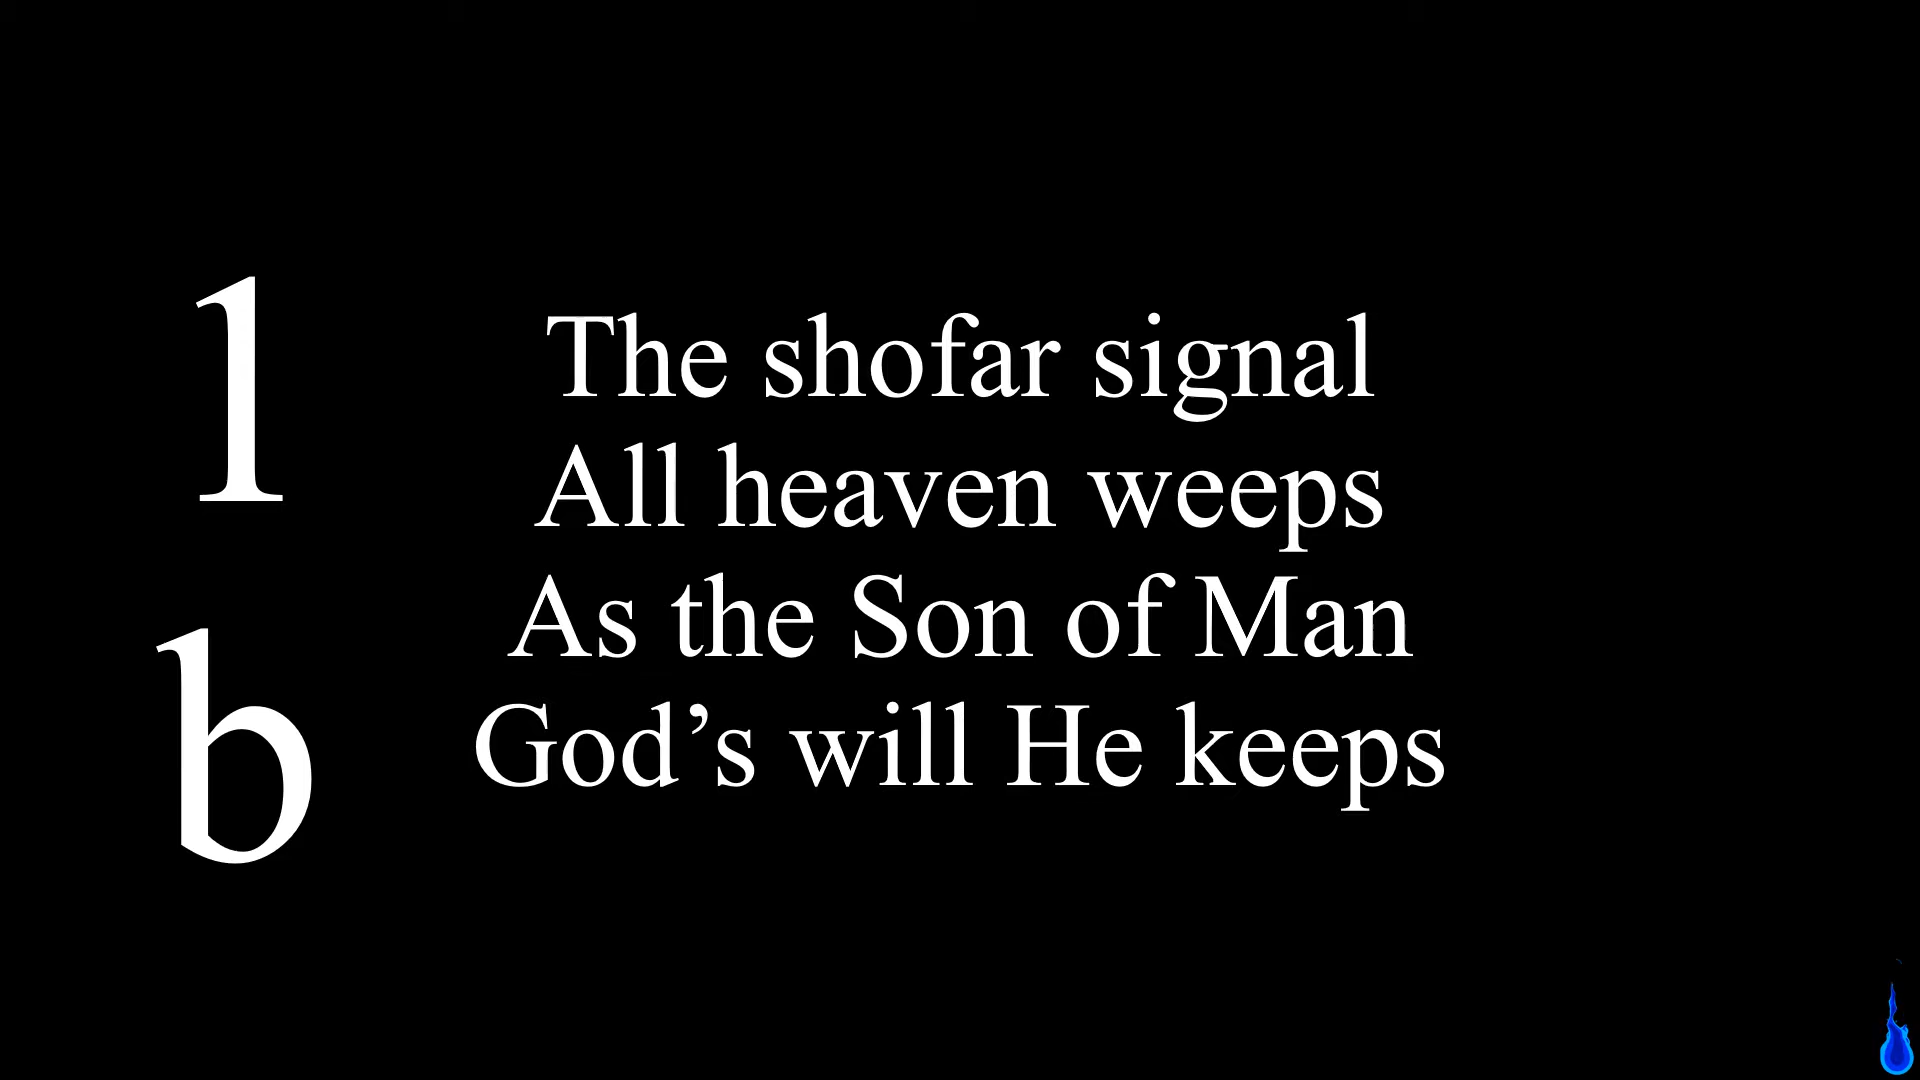 1
b
The shofar signal
All heaven weeps
As the Son of Man
God’s will He keeps